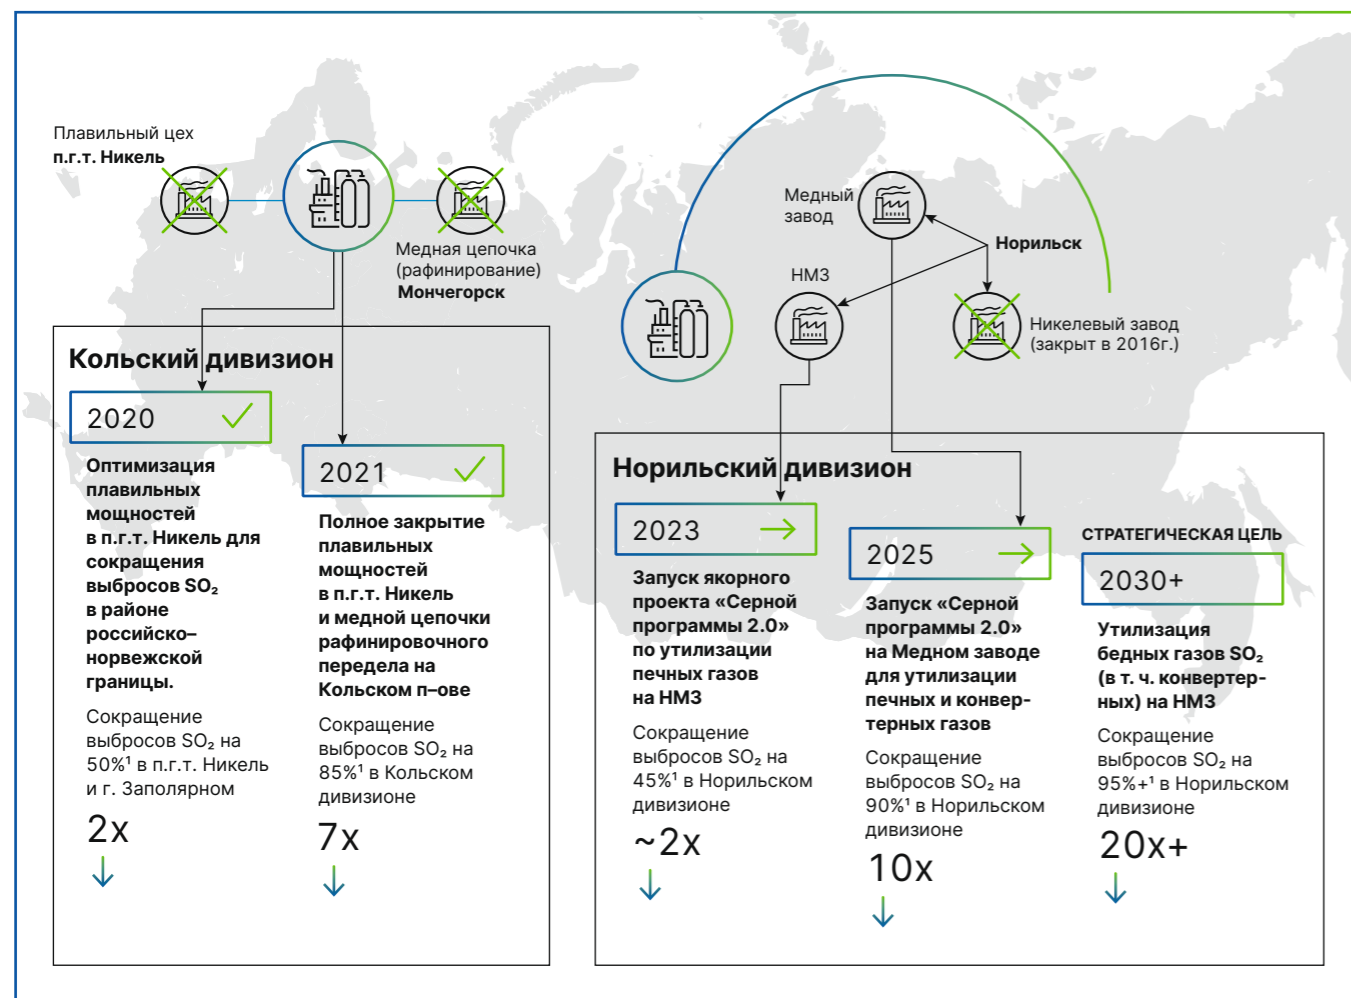 Плавильный цех
п.г.т. Никель
Медная цепочка
(рафинирование)
Мончегорск
Медный
завод
Норильск
НМЗ
Никелевый завод
(закрыт в 2016г.)
Кольский дивизион
2020
Оптимизация
плавильных
мощностей
в п.г.т. Никель для
сокращения
выбросов SO₂
в районе
российско–
норвежской
границы.
Сокращение
выбросов SO₂ на
50%¹ в п.г.т. Никель
и г. Заполярном
2x
2021
Полное закрытие
плавильных
мощностей
в п.г.т. Никель
и медной цепочки
рафинировочного
передела на
Кольском п–ове
Сокращение
выбросов SO₂ на
85%¹ в Кольском
дивизионе
7x
Норильский дивизион
2023
Запуск якорного
проекта «Серной
программы 2.0»
по утилизации
печных газов
на НМЗ
Сокращение
выбросов SO₂ на
45%¹ в Норильском
дивизионе
~2x
2025
Запуск «Серной
программы 2.0»
на Медном заводе
для утилизации
печных и конвер-
терных газов
Сокращение
выбросов SO₂ на
90%¹ в Норильском
дивизионе
10x
СТРАТЕГИЧЕСКАЯ ЦЕЛЬ
2030+
Утилизация
бедных газов SO₂
(в т. ч. конвертер-
ных) на НМЗ
Сокращение
выбросов SO₂ на
95%+¹ в Норильском
дивизионе
20x+